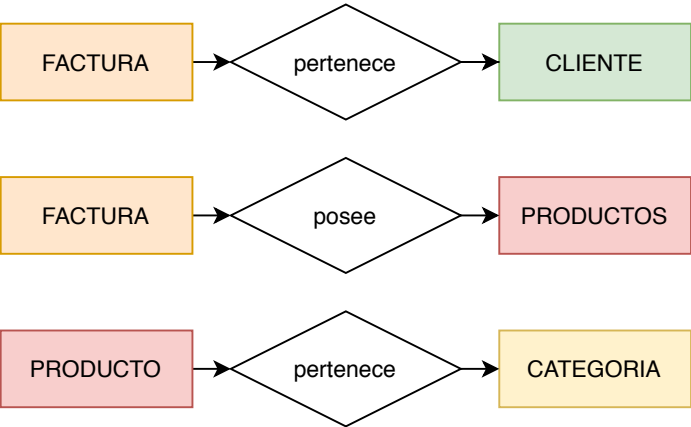 FACTURA
pertenece
CLIENTE
FACTURA
posee
PRODUCTOS
PRODUCTO
pertenece
CATEGORIA